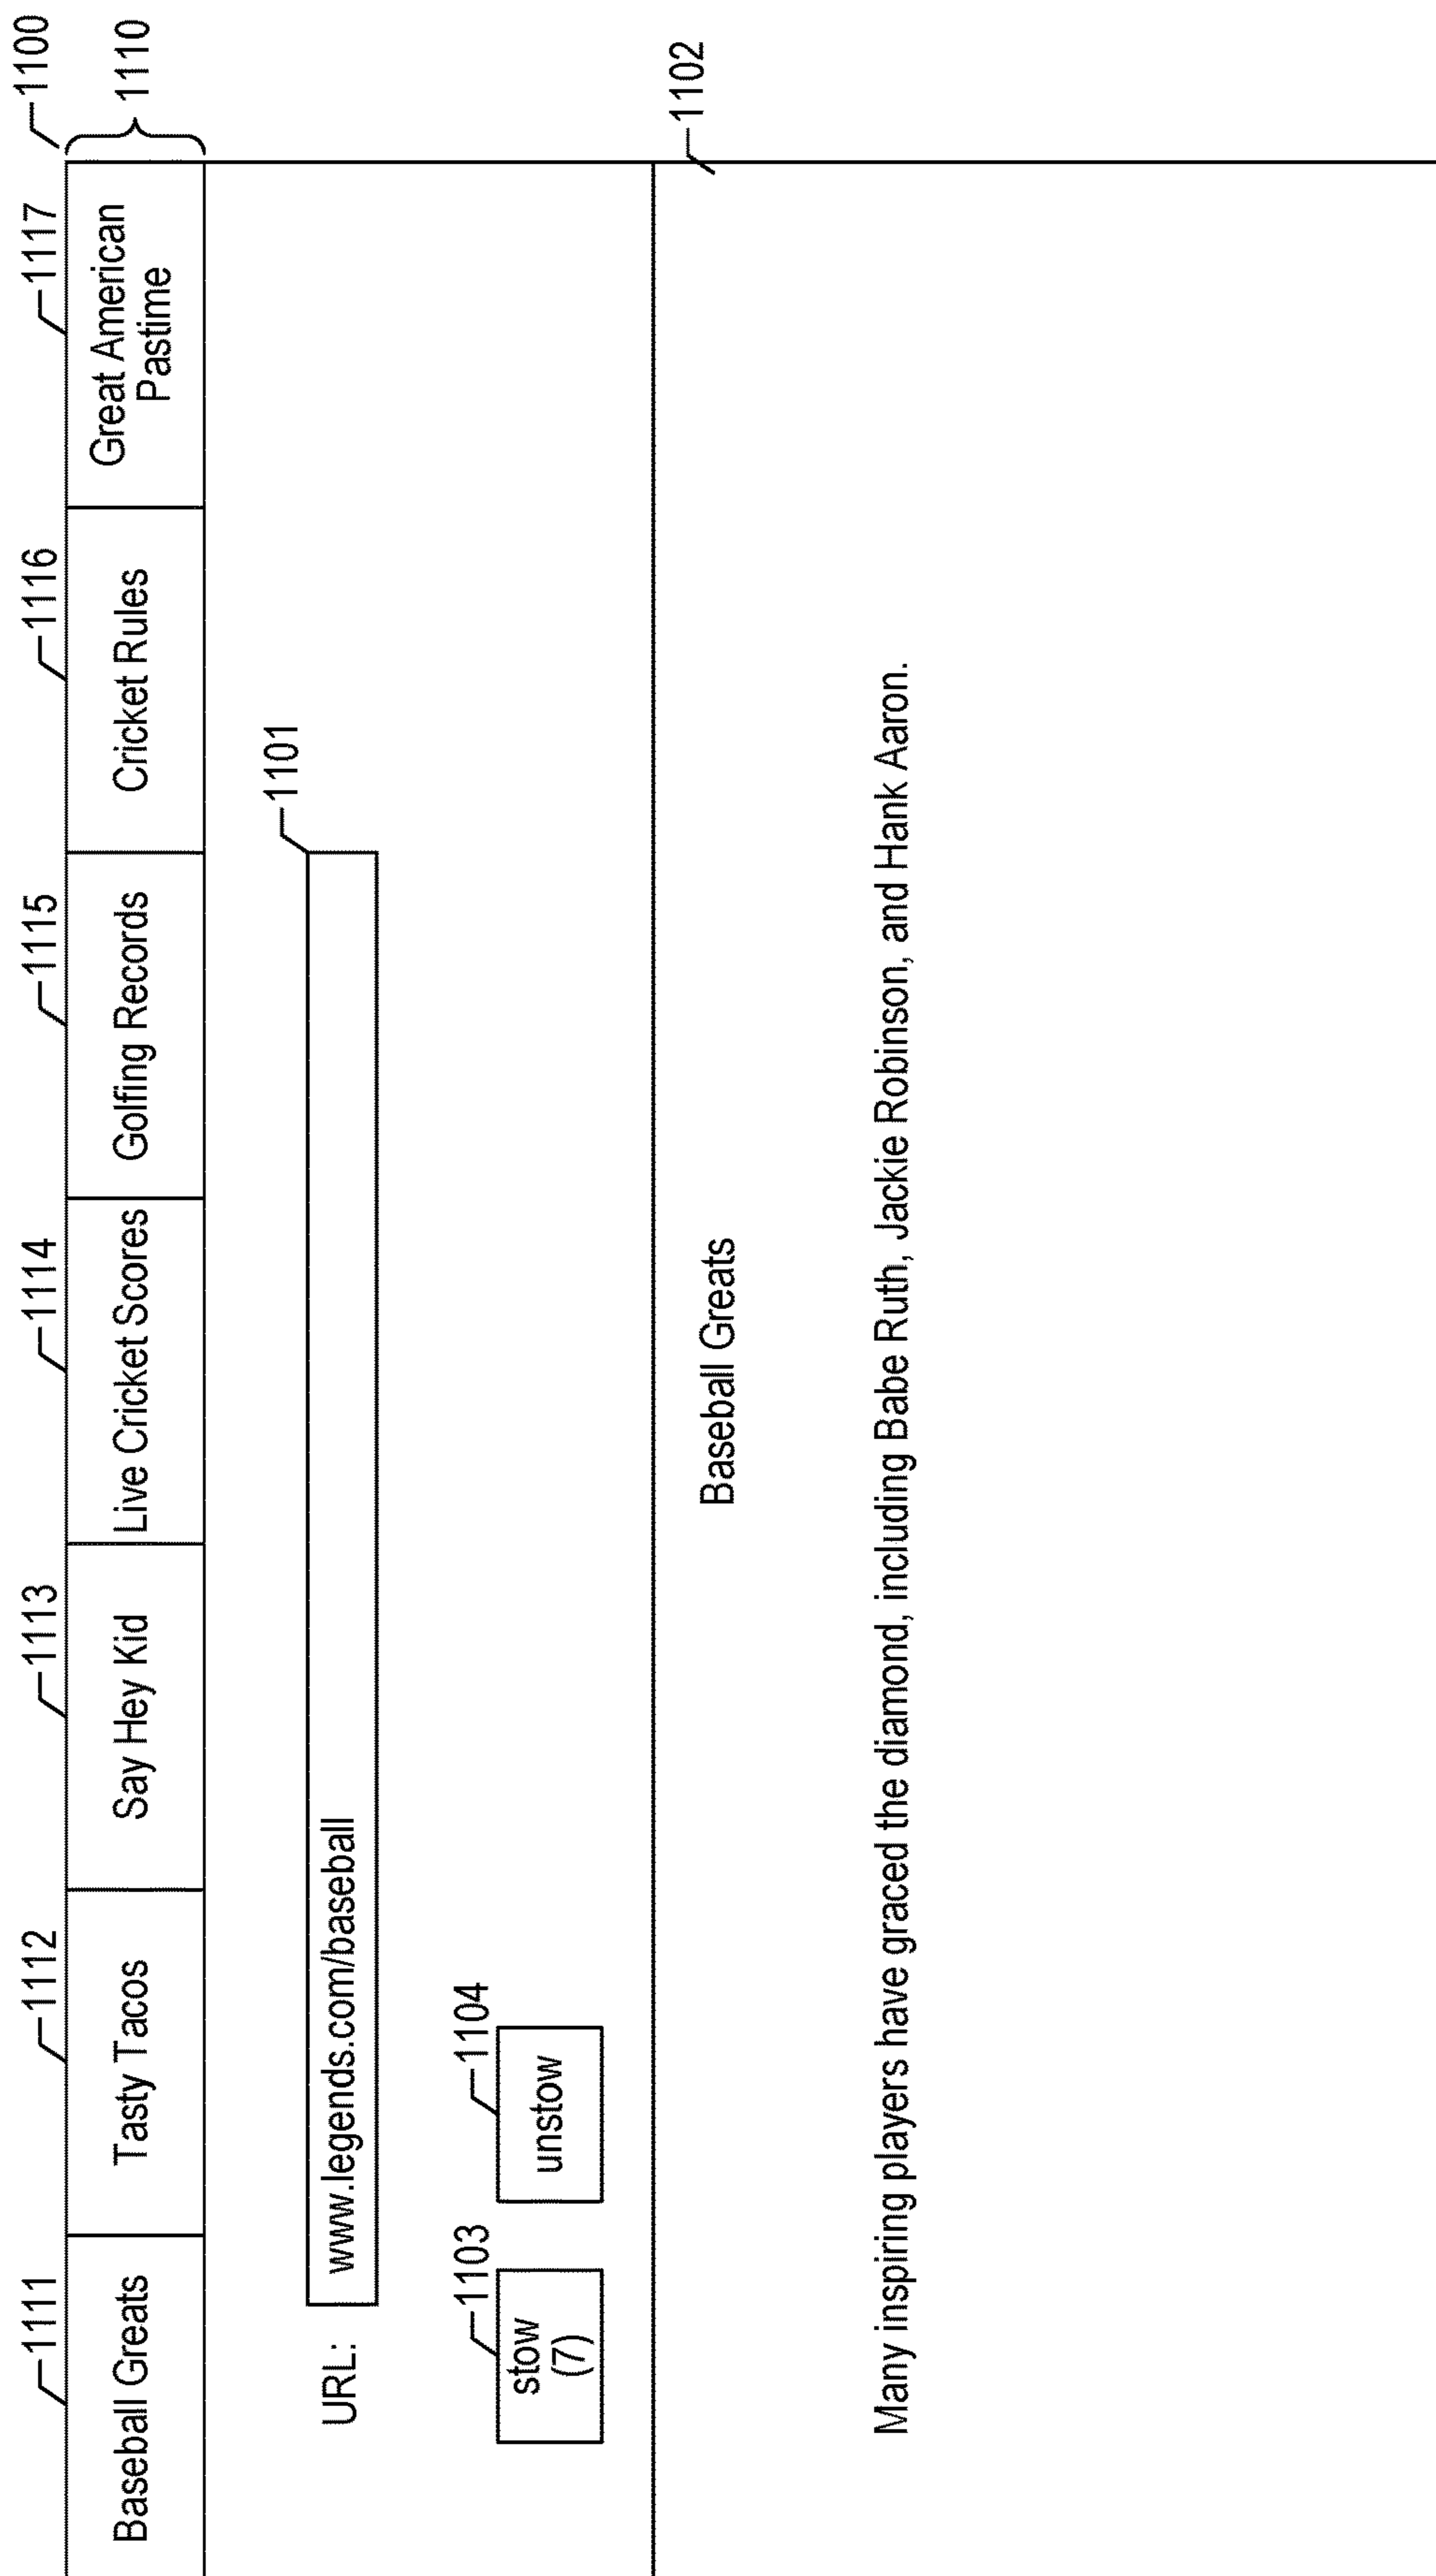 1100
1110
1111
1112
1113
1114
1115
1116
1117
Baseball Greats
Tasty Tacos
Say Hey Kid
Live Cricket Scores
Golfing Records
Cricket Rules
Great American
Pastime
1101
URL:
www.legends.com/baseball
1103
1104
stow
(7)
unstow
1102
Baseball Greats
Many inspiring players have graced the diamond, including Babe Ruth, Jackie Robinson, and Hank Aaron.